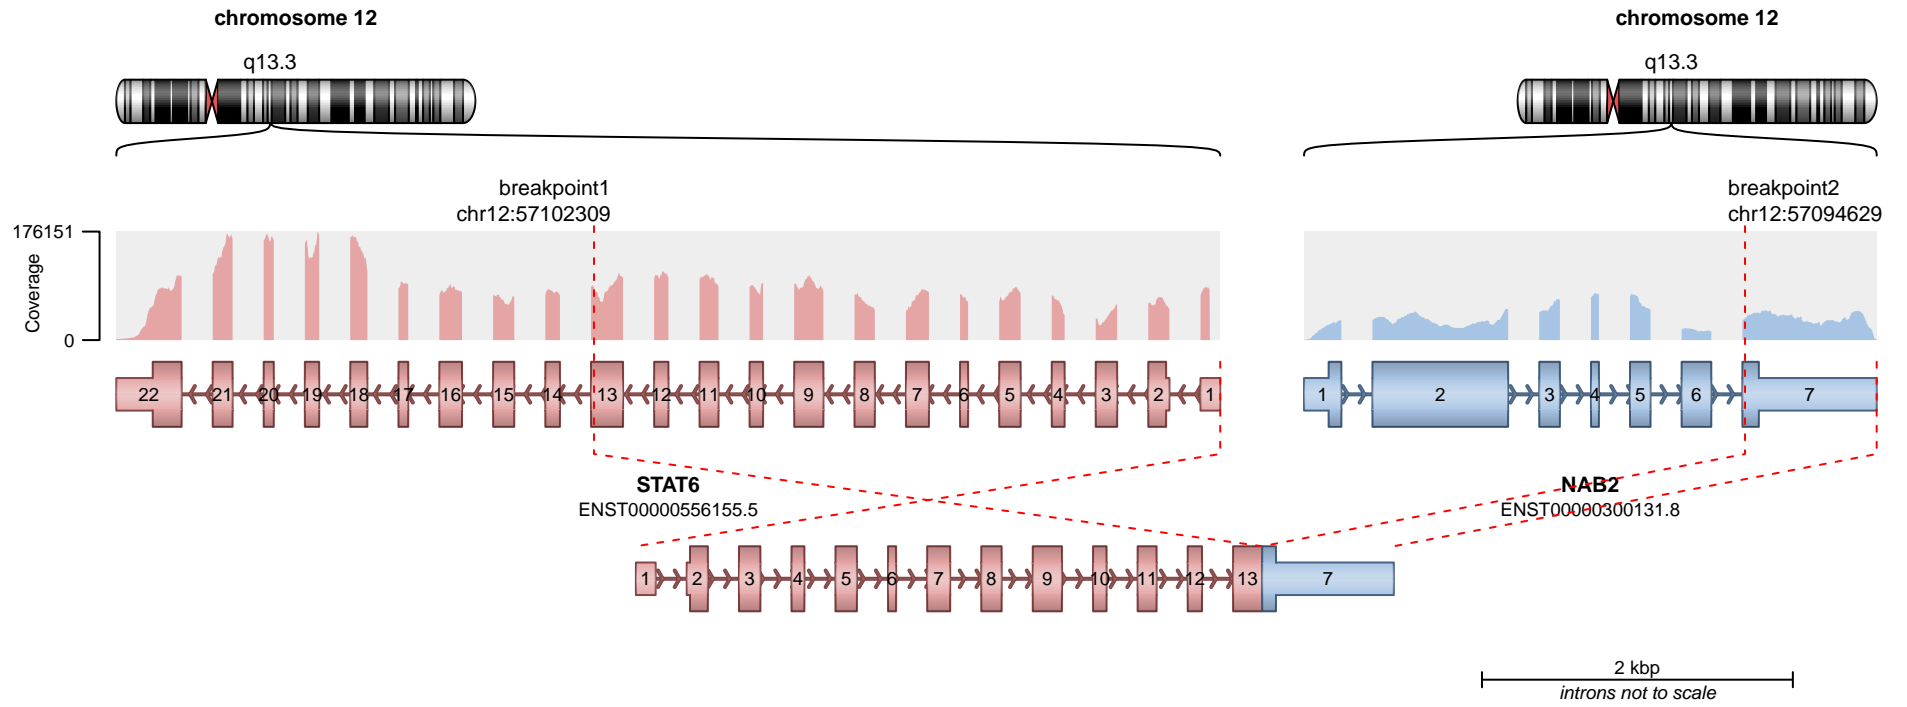 chromosome 12
chromosome 12
q13.3
q13.3
breakpoint1
chr12:57102309
breakpoint2
chr12:57094629
176151
Coverage
0
22 21 20 19 18 17 16 15 14 13 12 11 10 9 8 7 6 5 4 3 2 1
1 2 3 4 5 6 7
STAT6
ENST00000556155.5
NAB2
ENST00000300131.8
1 2 3 4 5 6 7 8 9 10 11 12 13 7
2 kbp
introns not to scale